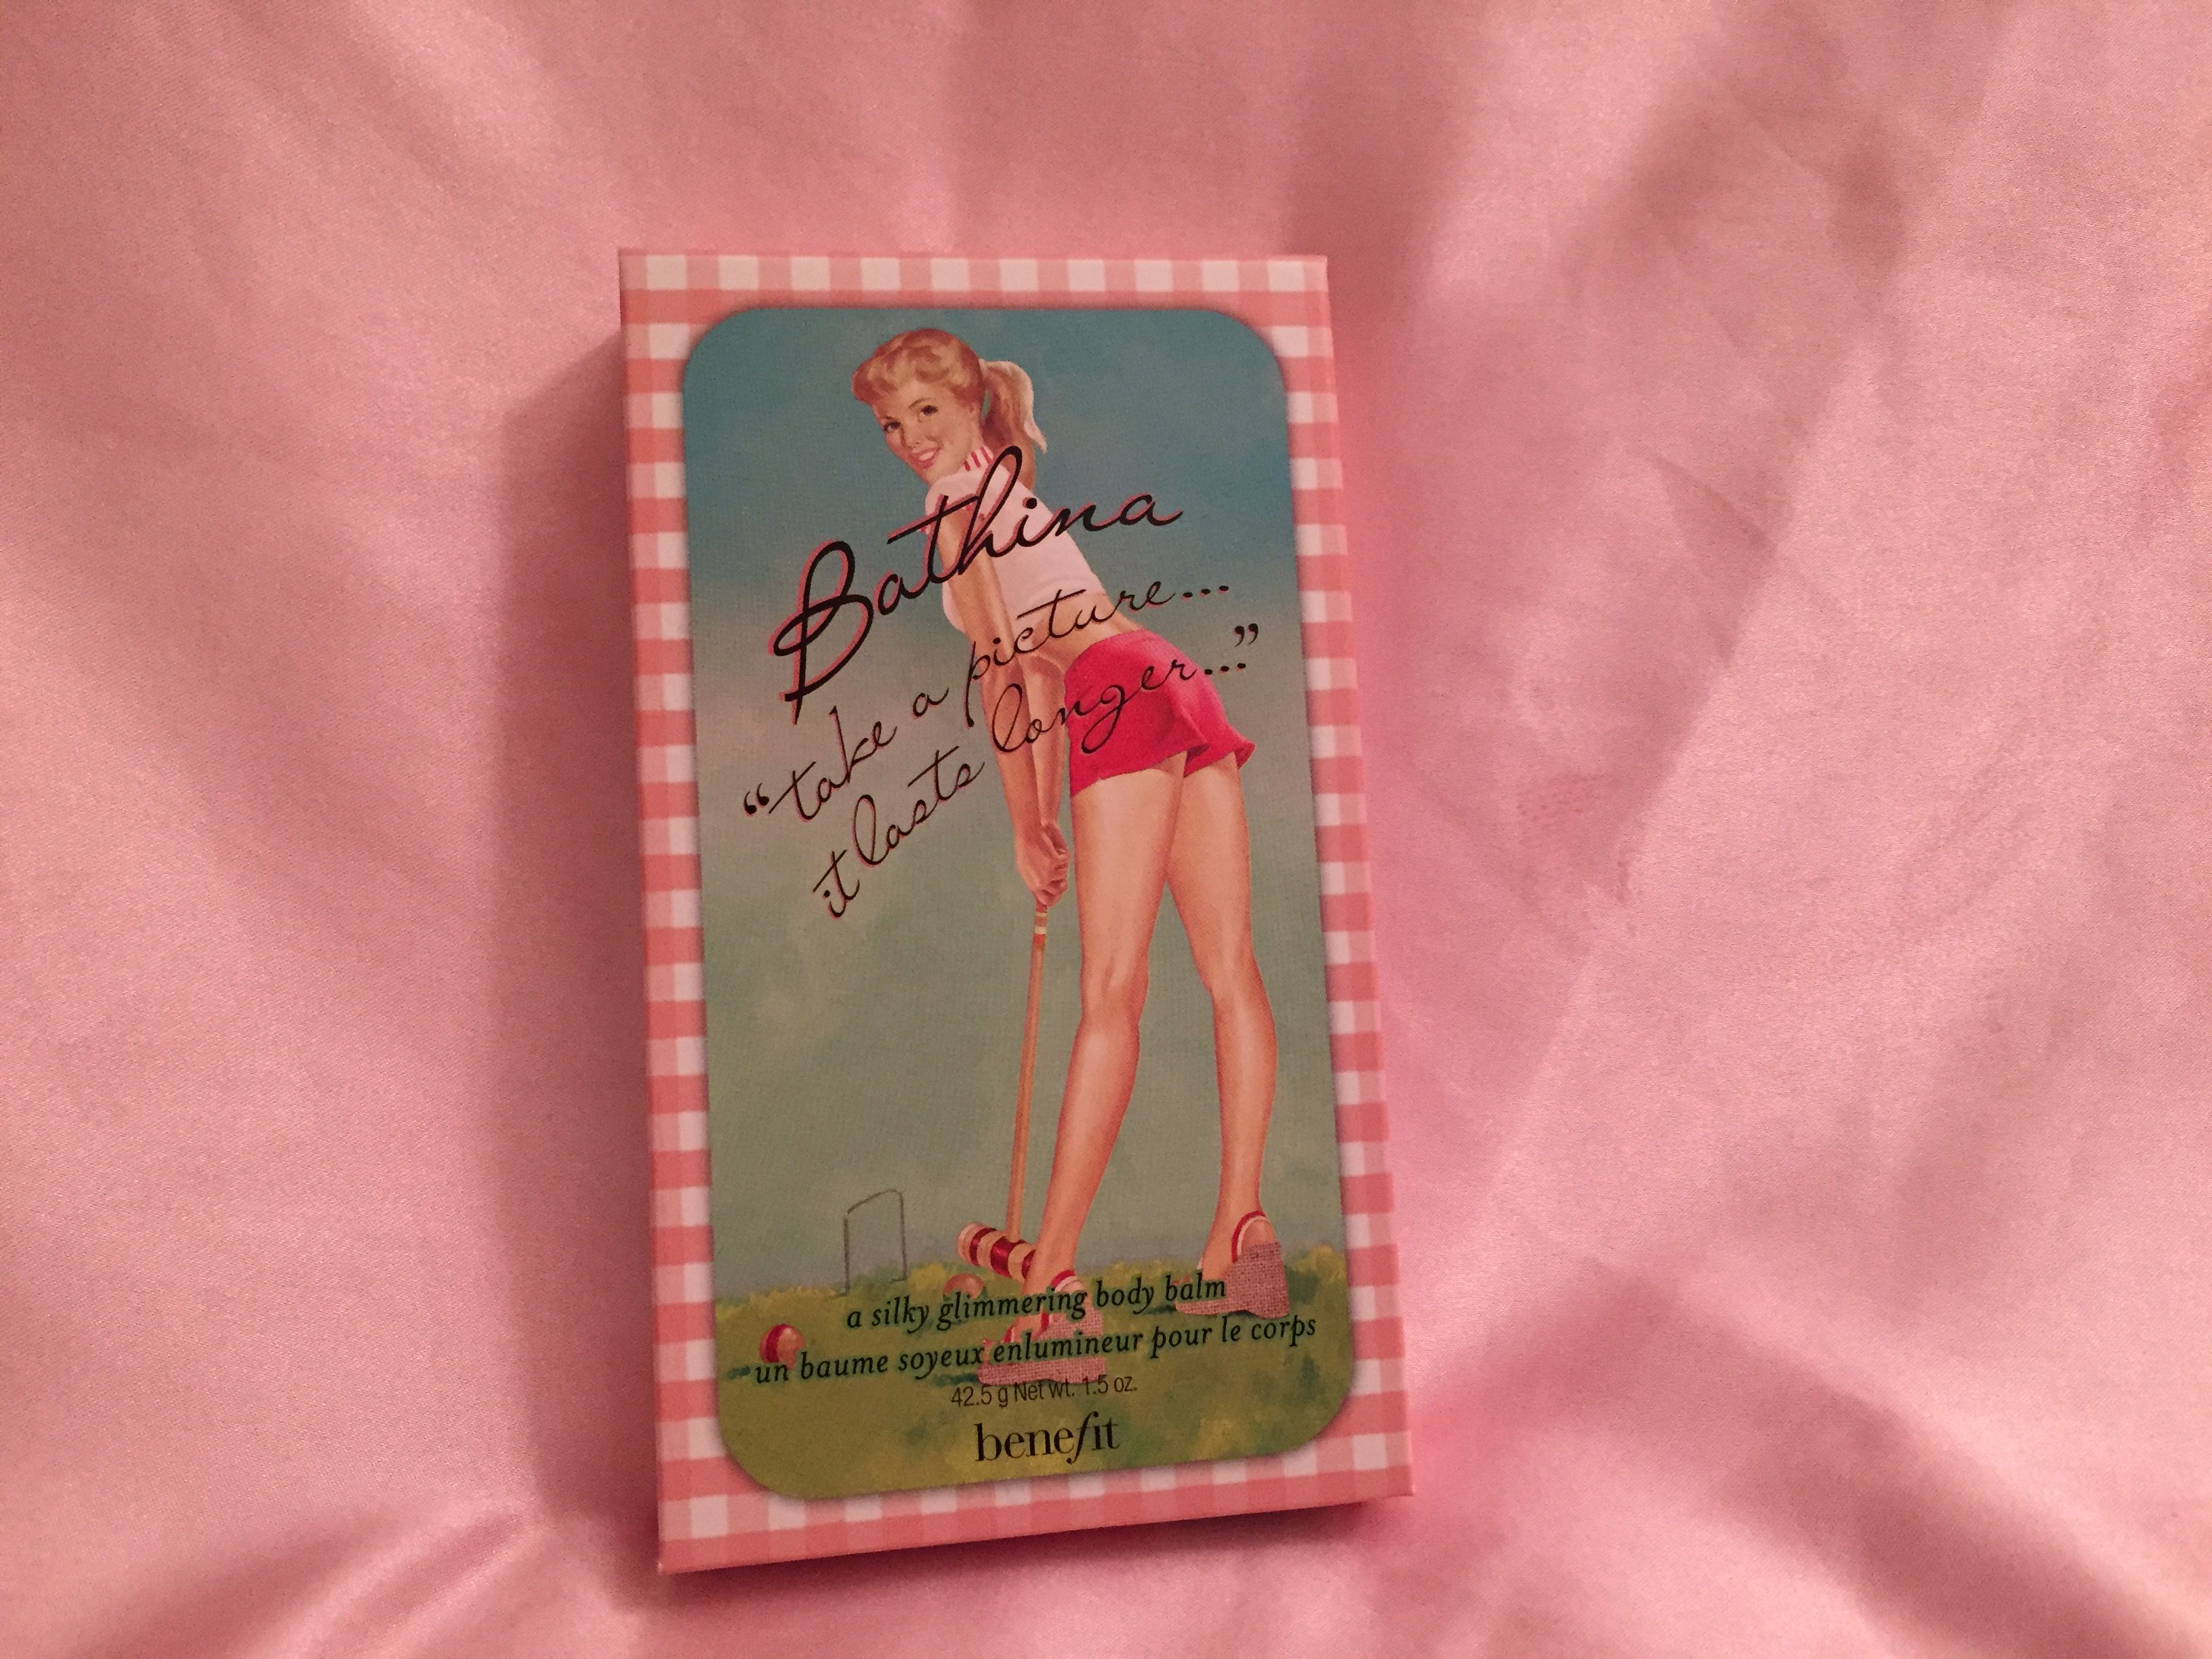 Bathina
“take a picture...
it lasts longer...”
a silky glimmering body balm
un baume soyeux enlumineur pour le corps
42.5 g Net wt. 1.5 oz.
benefit